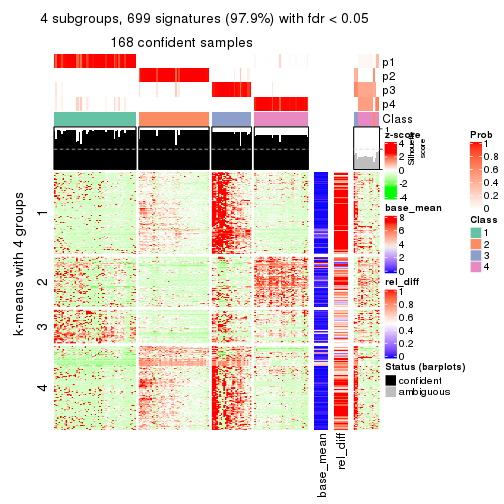 4 subgroups, 699 signatures (97.9%) with fdr < 0.05
168 confident samples
p1
p2
p3
p4
Class
1
Silhouette
score
k-means with 4 groups
1
2
3
4
base_mean
rel_diff
z-score
4
2
0
-2
-4
base_mean
8
6
4
2
0
rel_diff
1
0.8
0.6
0.4
0.2
0
Status (barplots)
confident
ambiguous
Prob
1
0.8
0.6
0.4
0.2
0
Class
1
2
3
4